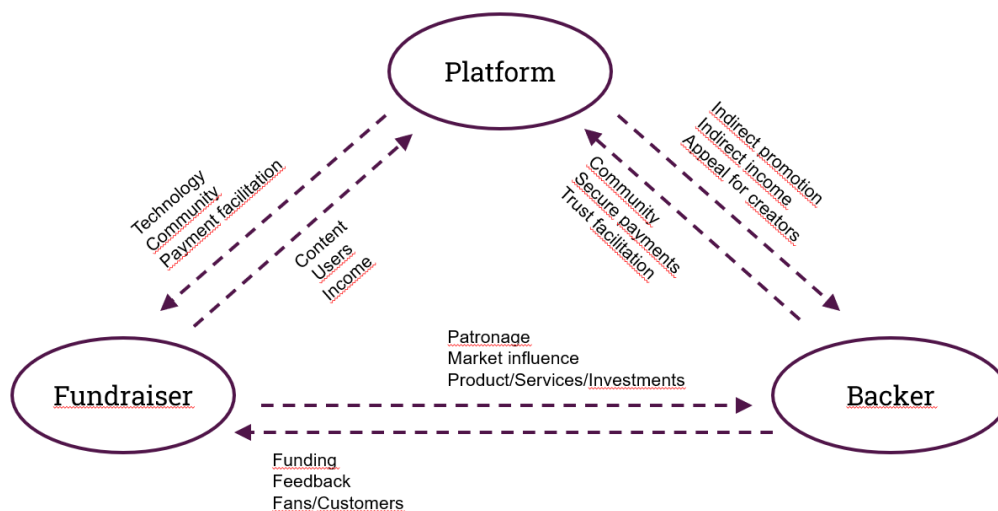 Platform
Technology
Community
Payment facilitation
Content
Users
Income
Community
Secure payments
Trust facilitation
Indirect promotion
Indirect income
Appeal for creators
Fundraiser
Patronage
Market influence
Product/Services/Investments
Backer
Funding
Feedback
Fans/Customers